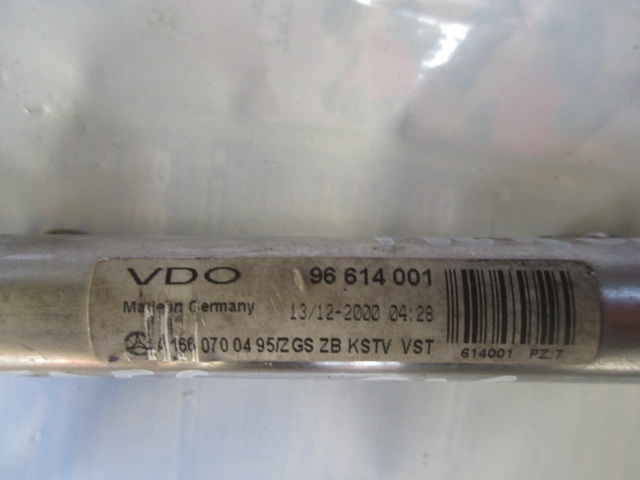 VDO 96 614 001
Made in Germany 13/12-2000 04:28
A 166 070 04 95/Z GS ZB KSTV VST
614001 PZ:7